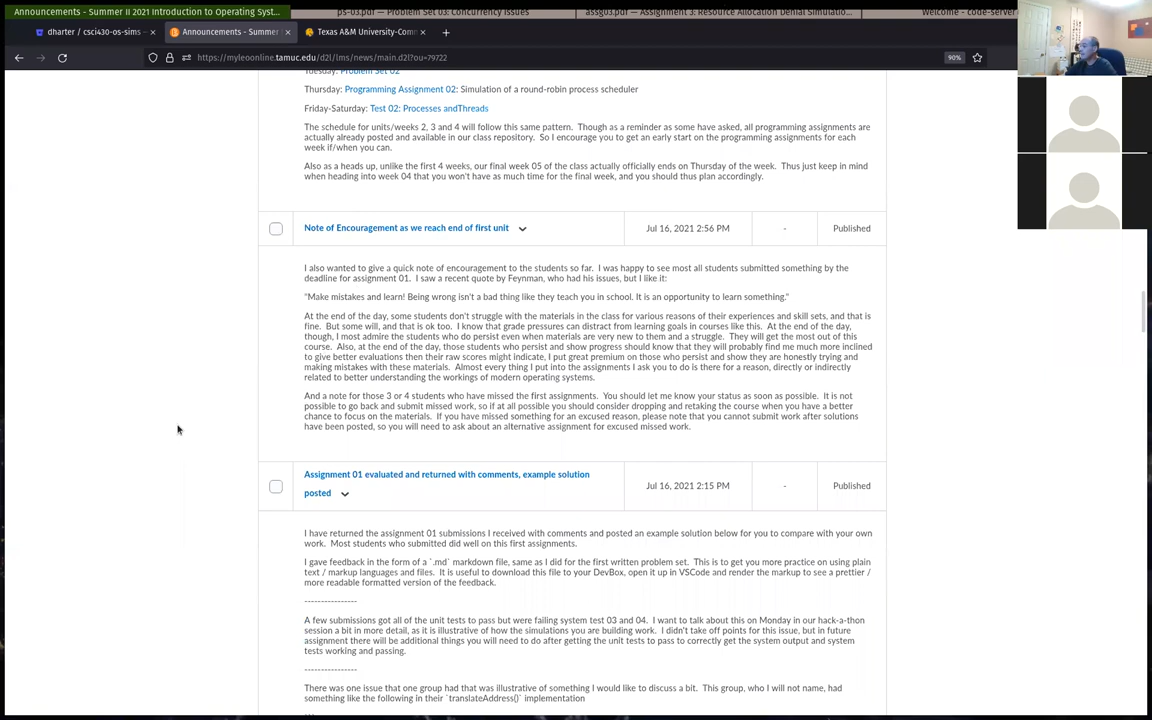 Announcements - Summer II 2021 Introduction to Operating Syst...
ps-03.pdf — Problem Set 03: Concurrency Issues
assg03.pdf — Assignment 3: Resource Allocation Denial Simulatio...
Welcome - code-server
dharter / csci430-os-sims —
Announcements - Summer
Texas A&M University-Com
https://myleoonline.tamuc.edu/d2l/lms/news/main.d2l?ou=79722
90%
Tuesday: Problem Set 02
Thursday: Programming Assignment 02: Simulation of a round-robin process scheduler
Friday-Saturday: Test 02: Processes andThreads
The schedule for units/weeks 2, 3 and 4 will follow this same pattern. Though as a reminder as some have asked, all programming assignments are
actually already posted and available in our class repository. So I encourage you to get an early start on the programming assignments for each
week if/when you can.
Also as a heads up, unlike the first 4 weeks, our final week 05 of the class actually officially ends on Thursday of the week. Thus just keep in mind
when heading into week 04 that you won't have as much time for the final week, and you should thus plan accordingly.
Note of Encouragement as we reach end of first unit
Jul 16, 2021 2:56 PM
-
Published
I also wanted to give a quick note of encouragement to the students so far. I was happy to see most all students submitted something by the
deadline for assignment 01. I saw a recent quote by Feynman, who had his issues, but I like it:
"Make mistakes and learn! Being wrong isn't a bad thing like they teach you in school. It is an opportunity to learn something."
At the end of the day, some students don't struggle with the materials in the class for various reasons of their experiences and skill sets, and that is
fine. But some will, and that is ok too. I know that grade pressures can distract from learning goals in courses like this. At the end of the day,
though, I most admire the students who do persist even when materials are very new to them and a struggle. They will get the most out of this
course. Also, at the end of the day, those students who persist and show progress should know that they will probably find me much more inclined
to give better evaluations then their raw scores might indicate, I put great premium on those who persist and show they are honestly trying and
making mistakes with these materials. Almost every thing I put into the assignments I ask you to do is there for a reason, directly or indirectly
related to better understanding the workings of modern operating systems.
And a note for those 3 or 4 students who have missed the first assignments. You should let me know your status as soon as possible. It is not
possible to go back and submit missed work, so if at all possible you should consider dropping and retaking the course when you have a better
chance to focus on the materials. If you have missed something for an excused reason, please note that you cannot submit work after solutions
have been posted, so you will need to ask about an alternative assignment for excused missed work.
Assignment 01 evaluated and returned with comments, example solution
posted
Jul 16, 2021 2:15 PM
-
Published
I have returned the assignment 01 submissions I received with comments and posted an example solution below for you to compare with your own
work. Most students who submitted did well on this first assignments.
I gave feedback in the form of a `.md` markdown file, same as I did for the first written problem set. This is to get you more practice on using plain
text / markup languages and files. It is useful to download this file to your DevBox, open it up in VSCode and render the markup to see a prettier /
more readable formatted version of the feedback.
----------------
A few submissions got all of the unit tests to pass but were failing system test 03 and 04. I want to talk about this on Monday in our hack-a-thon
session a bit in more detail, as it is illustrative of how the simulations you are building work. I didn't take off points for this issue, but in future
assignment there will be additional things you will need to do after getting the unit tests to pass to correctly get the system output and system
tests working and passing.
----------------
There was one issue that one group had that was illustrative of something I would like to discuss a bit. This group, who I will not name, had
something like the following in their `translateAddress()` implementation